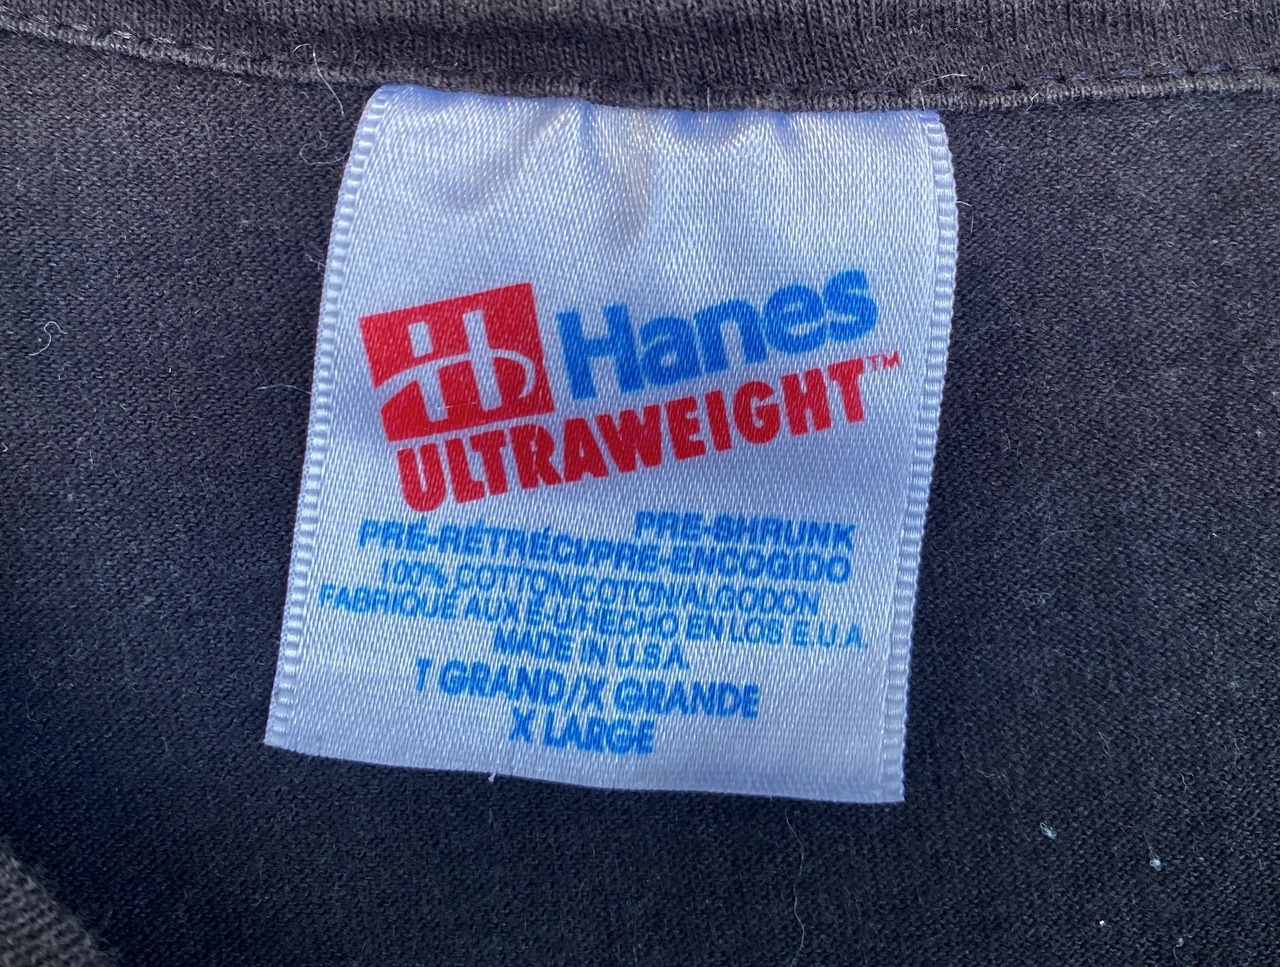 Hanes
ULTRAWEIGHT™
PRE-SHRUNK
PRÉ-RÉTRÉCI/PRE-ENCOGIDO
100% COTTON/COTON/ALGODON
FABRIQUÉ AUX É.-U./HECHO EN LOS E.U.A.
MADE IN U.S.A.
T GRAND/X GRANDE
X LARGE